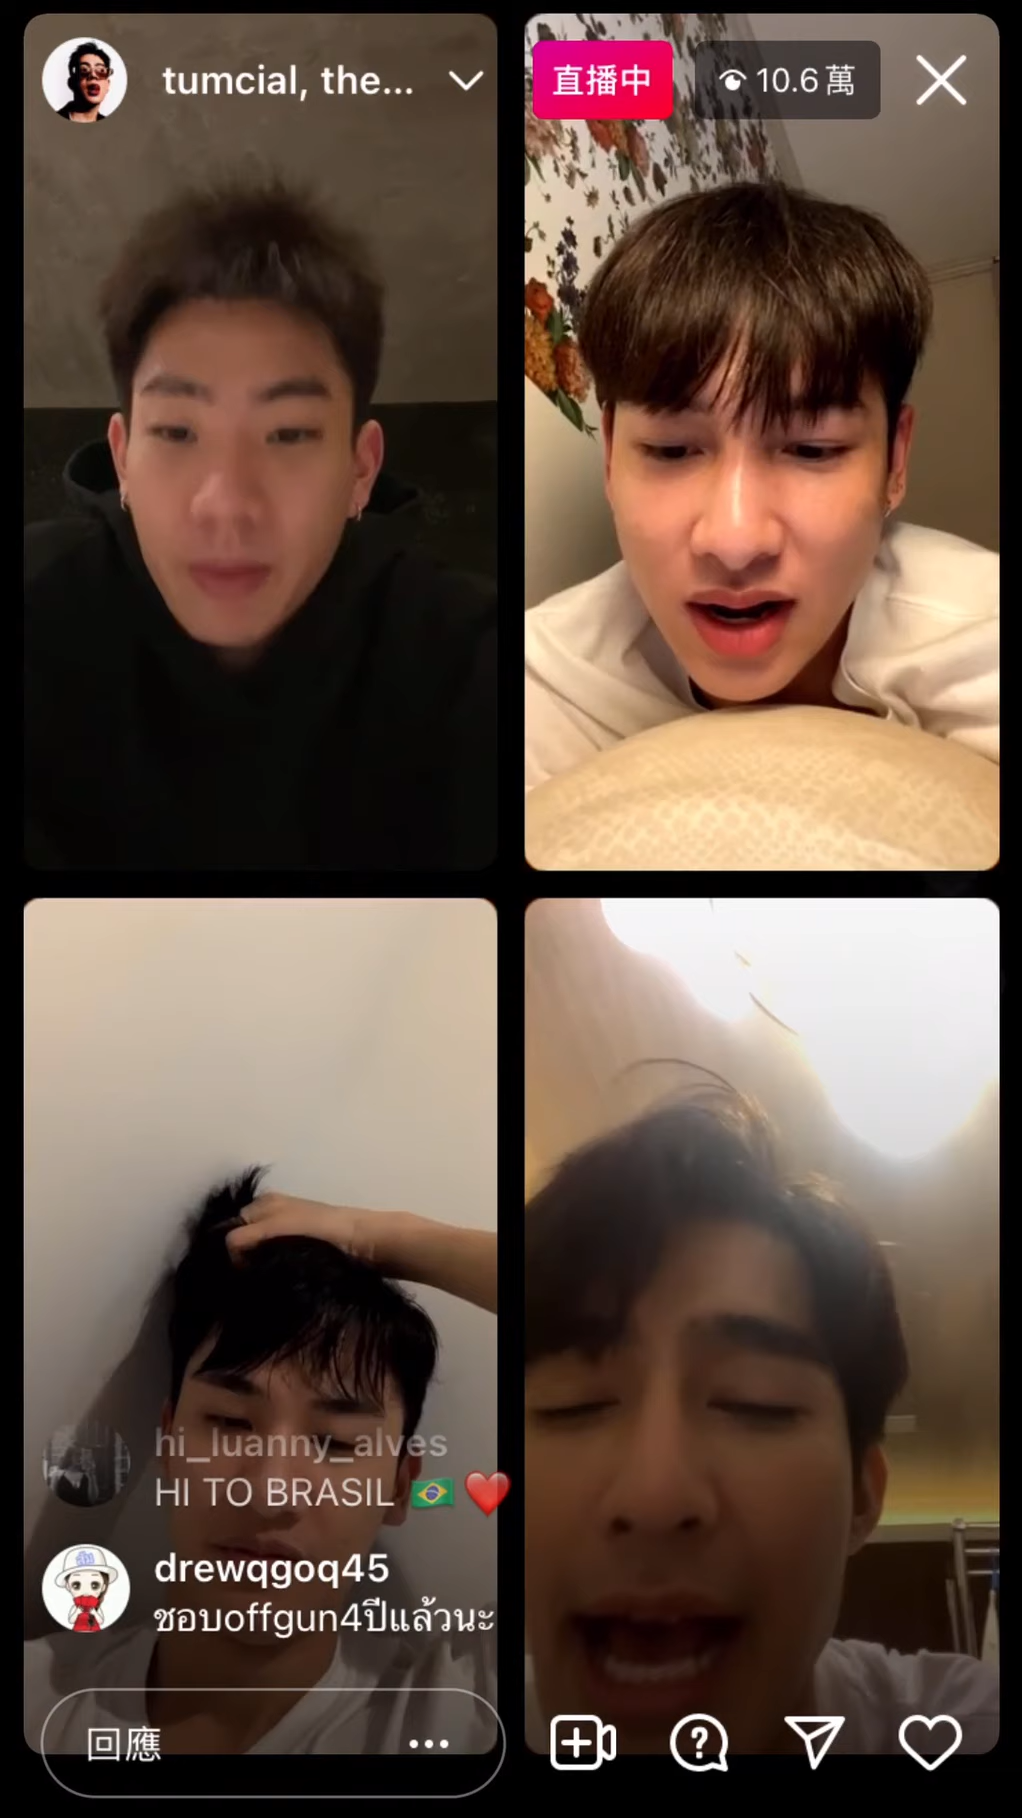 tumcial, the...
直播中
10.6萬
hi_luanny_alves
HI TO BRASIL 🇧🇷 ❤️
drewqgoq45
ชอบoffgun4ปีแล้วนะ
回應